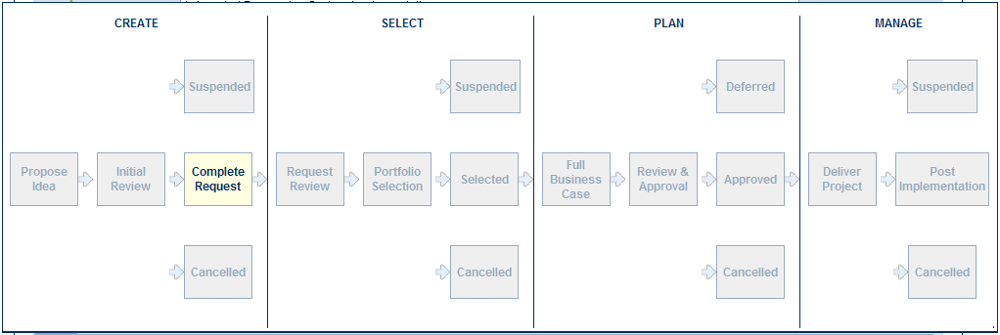 CREATE
SELECT
PLAN
MANAGE
Suspended
Suspended
Deferred
Suspended
Propose
Idea
Initial
Review
Complete
Request
Request
Review
Portfolio
Selection
Selected
Full
Business
Case
Review &
Approval
Approved
Deliver
Project
Post
Implementation
Cancelled
Cancelled
Cancelled
Cancelled